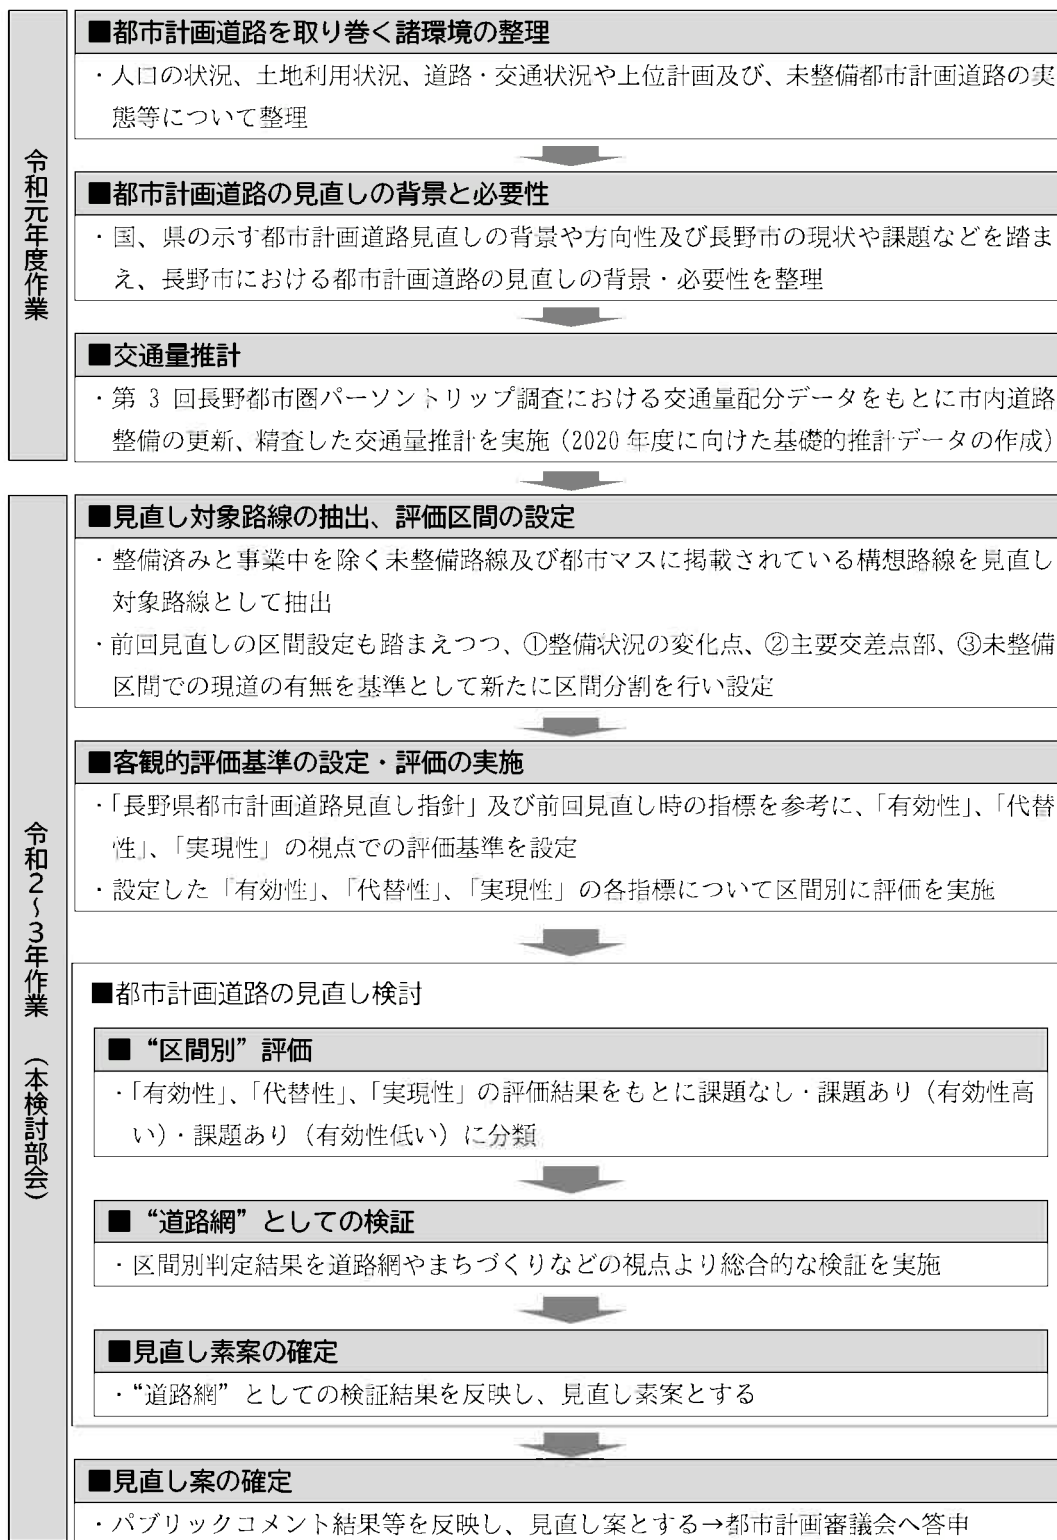 令和元年度作業
■都市計画道路を取り巻く諸環境の整理
・人口の状況、土地利用状況、道路・交通状況や上位計画及び、未整備都市計画道路の実
態等について整理
■都市計画道路の見直しの背景と必要性
・国、県の示す都市計画道路見直しの背景や方向性及び長野市の現状や課題などを踏ま
え、長野市における都市計画道路の見直しの背景・必要性を整理
■交通量推計
・第 3 回長野都市圏パーソントリップ調査における交通量配分データをもとに市内道路
整備の更新、精査した交通量推計を実施（2020 年度に向けた基礎的推計データの作成）
令和２～３年作業　（本検討部会）
■見直し対象路線の抽出、評価区間の設定
・整備済みと事業中を除く未整備路線及び都市マスに掲載されている構想路線を見直し
対象路線として抽出
・前回見直しの区間設定も踏まえつつ、①整備状況の変化点、②主要交差点部、③未整備
区間での現道の有無を基準として新たに区間分割を行い設定
■客観的評価基準の設定・評価の実施
・「長野県都市計画道路見直し指針」及び前回見直し時の指標を参考に、「有効性」、「代替
性」、「実現性」の視点での評価基準を設定
・設定した「有効性」、「代替性」、「実現性」の各指標について区間別に評価を実施
■都市計画道路の見直し検討
■“区間別”評価
・「有効性」、「代替性」、「実現性」の評価結果をもとに課題なし・課題あり（有効性高
い）・課題あり（有効性低い）に分類
■“道路網”としての検証
・区間別判定結果を道路網やまちづくりなどの視点より総合的な検証を実施
■見直し素案の確定
・“道路網”としての検証結果を反映し、見直し素案とする
■見直し案の確定
・パブリックコメント結果等を反映し、見直し案とする→都市計画審議会へ答申